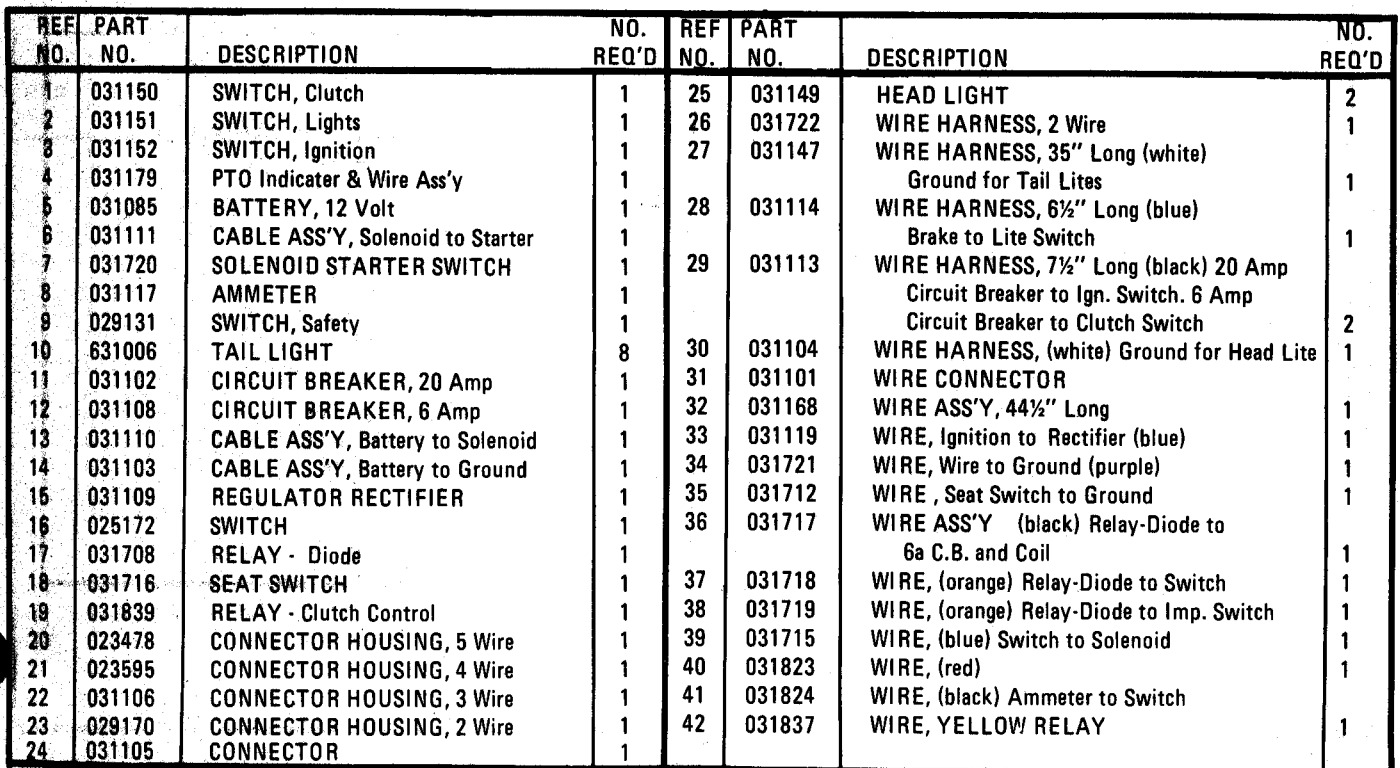 REF NO. PART NO. DESCRIPTION NO. REQ'D
1 031150 SWITCH, Clutch 1
2 031151 SWITCH, Lights 1
3 031152 SWITCH, Ignition 1
4 031179 PTO Indicater & Wire Ass'y 1
5 031085 BATTERY, 12 Volt 1
6 031111 CABLE ASS'Y, Solenoid to Starter 1
7 031720 SOLENOID STARTER SWITCH 1
8 031117 AMMETER 1
9 029131 SWITCH, Safety 1
10 631006 TAIL LIGHT 8
11 031102 CIRCUIT BREAKER, 20 Amp 1
12 031108 CIRCUIT BREAKER, 6 Amp 1
13 031110 CABLE ASS'Y, Battery to Solenoid 1
14 031103 CABLE ASS'Y, Battery to Ground 1
15 031109 REGULATOR RECTIFIER 1
16 025172 SWITCH 1
17 031708 RELAY - Diode 1
18 031716 SEAT SWITCH 1
19 031839 RELAY - Clutch Control 1
20 023478 CONNECTOR HOUSING, 5 Wire 1
21 023595 CONNECTOR HOUSING, 4 Wire 1
22 031106 CONNECTOR HOUSING, 3 Wire 1
23 029170 CONNECTOR HOUSING, 2 Wire 1
24 031105 CONNECTOR 1
REF NO. PART NO. DESCRIPTION NO. REQ'D
25 031149 HEAD LIGHT 2
26 031722 WIRE HARNESS, 2 Wire 1
27 031147 WIRE HARNESS, 35" Long (white)
Ground for Tail Lites 1
28 031114 WIRE HARNESS, 6½" Long (blue)
Brake to Lite Switch 1
29 031113 WIRE HARNESS, 7½" Long (black) 20 Amp
Circuit Breaker to Ign. Switch. 6 Amp
Circuit Breaker to Clutch Switch 2
30 031104 WIRE HARNESS, (white) Ground for Head Lite 1
31 031101 WIRE CONNECTOR
32 031168 WIRE ASS'Y, 44½" Long 1
33 031119 WIRE, Ignition to Rectifier (blue) 1
34 031721 WIRE, Wire to Ground (purple) 1
35 031712 WIRE , Seat Switch to Ground 1
36 031717 WIRE ASS'Y (black) Relay-Diode to
6a C.B. and Coil 1
37 031718 WIRE, (orange) Relay-Diode to Switch 1
38 031719 WIRE, (orange) Relay-Diode to Imp. Switch 1
39 031715 WIRE, (blue) Switch to Solenoid 1
40 031823 WIRE, (red) 1
41 031824 WIRE, (black) Ammeter to Switch
42 031837 WIRE, YELLOW RELAY 1